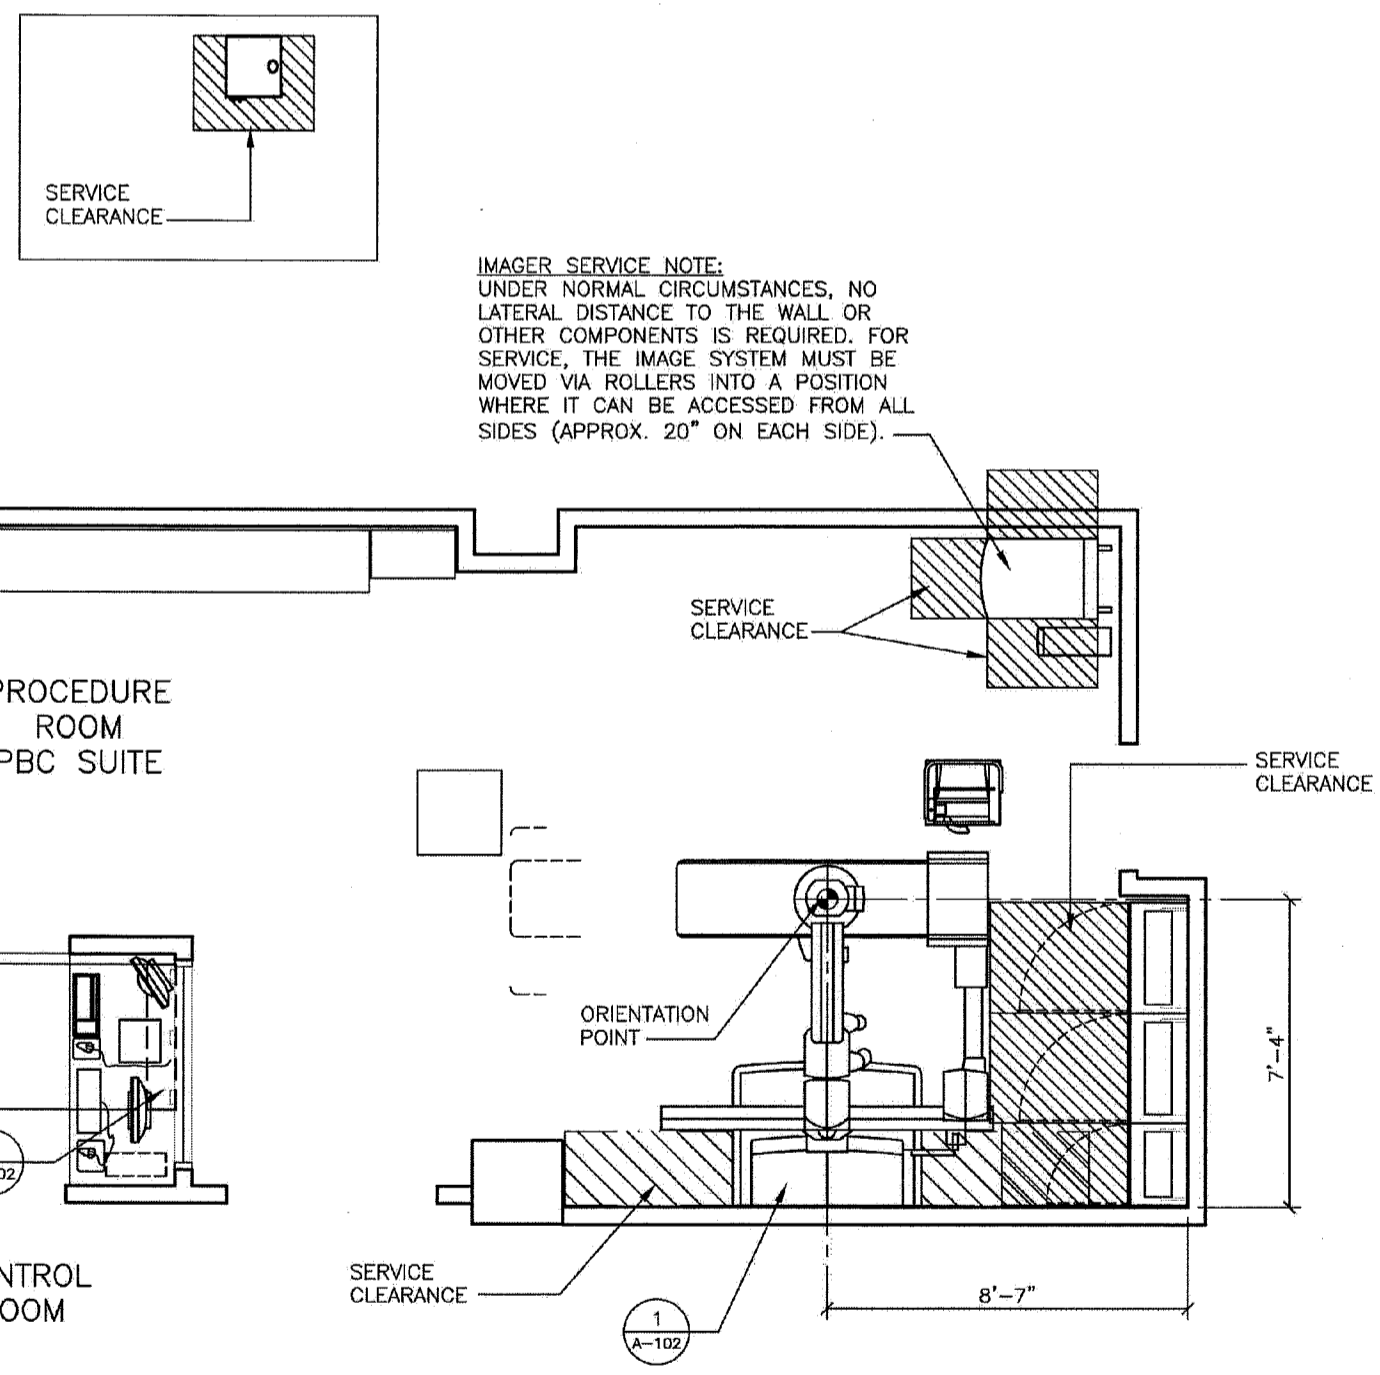 SERVICE
CLEARANCE
IMAGER SERVICE NOTE:
UNDER NORMAL CIRCUMSTANCES, NO
LATERAL DISTANCE TO THE WALL OR
OTHER COMPONENTS IS REQUIRED. FOR
SERVICE, THE IMAGE SYSTEM MUST BE
MOVED VIA ROLLERS INTO A POSITION
WHERE IT CAN BE ACCESSED FROM ALL
SIDES (APPROX. 20" ON EACH SIDE).
SERVICE
CLEARANCE
PROCEDURE
ROOM
PBC SUITE
SERVICE
CLEARANCE
ORIENTATION
POINT
7'-4"
02
NTROL
OOM
SERVICE
CLEARANCE
8'-7"
1
A-102